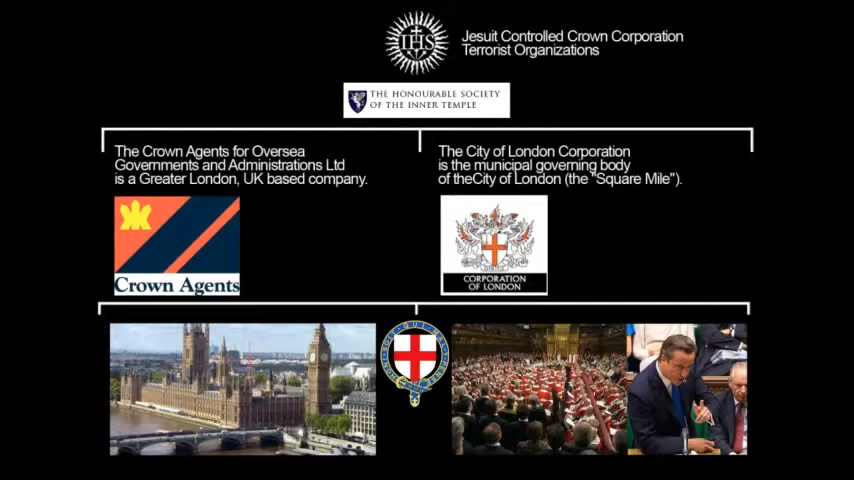 IHS
Jesuit Controlled Crown Corporation
Terrorist Organizations
THE HONOURABLE SOCIETY
OF THE INNER TEMPLE
The Crown Agents for Oversea
Governments and Administrations Ltd
is a Greater London, UK based company.
The City of London Corporation
is the municipal governing body
of theCity of London (the "Square Mile").
Crown Agents
CORPORATION
OF LONDON